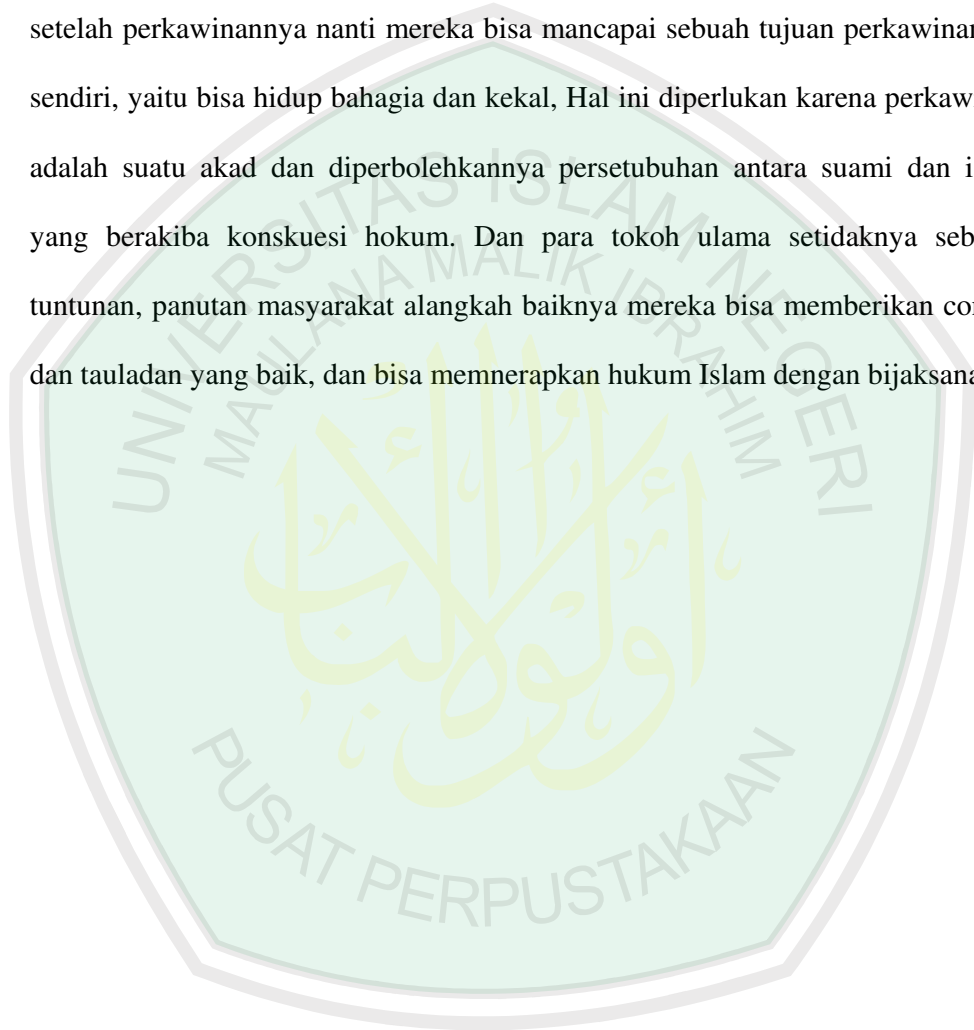 setelah perkawinannya nanti mereka bisa mancapai sebuah tujuan perkawinan
sendiri, yaitu bisa hidup bahagia dan kekal, Hal ini diperlukan karena perkaw
adalah suatu akad dan diperbolehkannya persetubuhan antara suami dan i
yang berakiba konskuesi hokum. Dan para tokoh ulama setidaknya seb
tuntunan, panutan masyarakat alangkah baiknya mereka bisa memberikan co
dan tauladan yang baik, dan bisa memnerapkan hukum Islam dengan bijaksana
UNIVERSITAS ISLAM NEGERI
MAULANA MALIK IBRAHIM
أولوا الألباب
PUSAT PERPUSTAKAAN